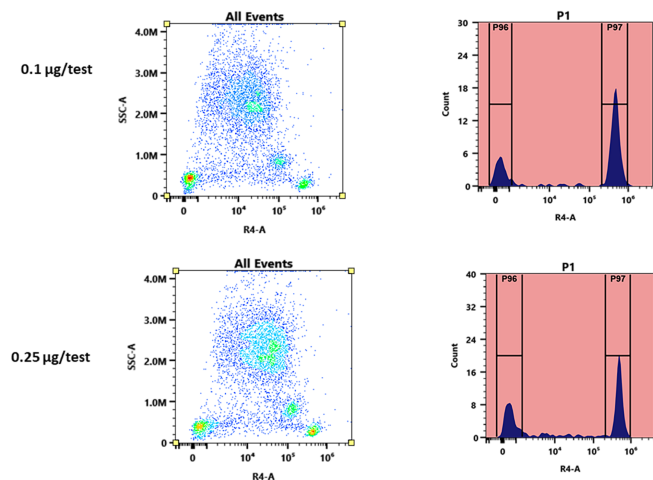 All Events
P1
0.1 µg/test
4.0M
3.0M
2.0M
1.0M
0
SSC-A
0 10⁴ 10⁵ 10⁶
R4-A
30
24
18
12
6
0
Count
P96 P97
0 10⁴ 10⁵ 10⁶
R4-A
All Events
P1
0.25 µg/test
4.0M
3.0M
2.0M
1.0M
0
SSC-A
0 10⁴ 10⁵ 10⁶
R4-A
40
32
24
16
8
0
Count
P96 P97
0 10⁴ 10⁵ 10⁶
R4-A